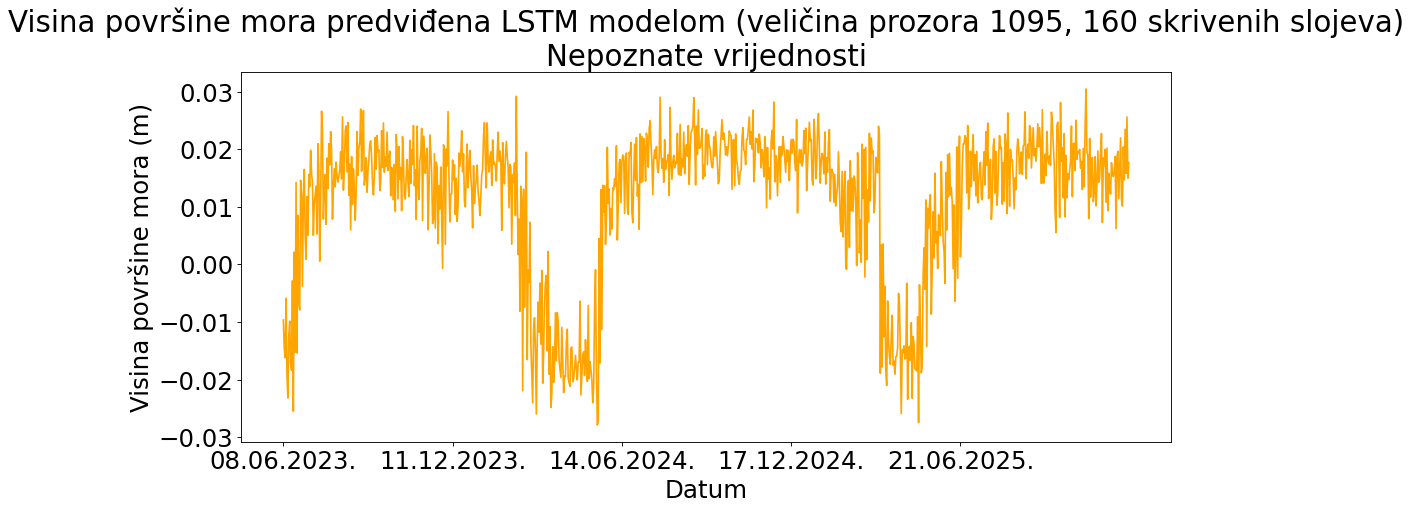 Visina površine mora predviđena LSTM modelom (veličina prozora 1095, 160 skrivenih slojeva)
Nepoznate vrijednosti
Visina površine mora (m)
0.03
0.02
0.01
0.00
−0.01
−0.02
−0.03
08.06.2023. 11.12.2023. 14.06.2024. 17.12.2024. 21.06.2025.
Datum